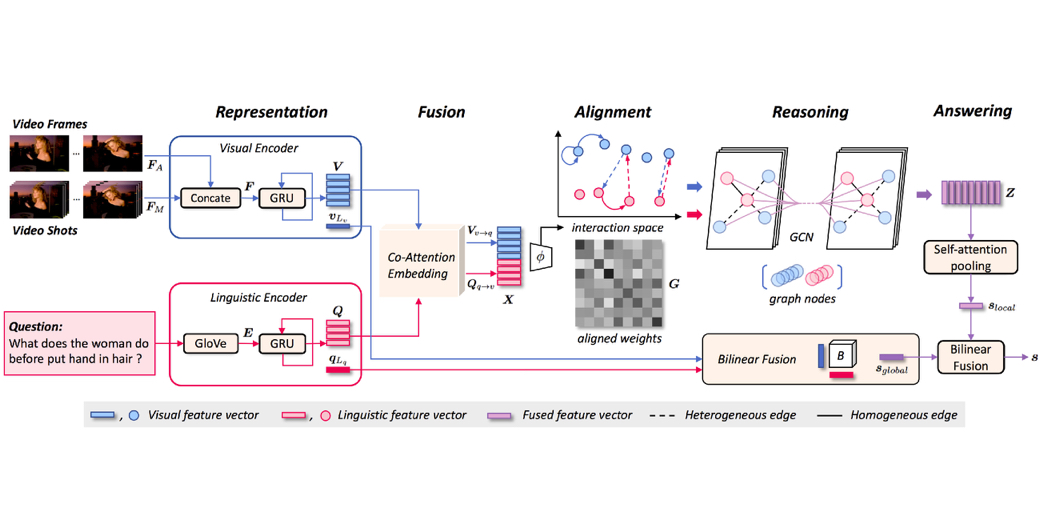 Representation
Fusion
Alignment
Reasoning
Answering
Video Frames
...
F_A
F_M
...
Video Shots
Visual Encoder
Concate
F
GRU
V
v_{L_v}
Linguistic Encoder
Question:
What does the woman do
before put hand in hair ?
GloVe
E
GRU
Q
q_{L_q}
Co-Attention
Embedding
V_{v→q}
Q_{q→v}
X
ϕ
interaction space
G
aligned weights
GCN
graph nodes
Z
Self-attention
pooling
s_{local}
Bilinear Fusion
B
s_{global}
Bilinear
Fusion
s
, Visual feature vector
, Linguistic feature vector
Fused feature vector
Heterogeneous edge
Homogeneous edge